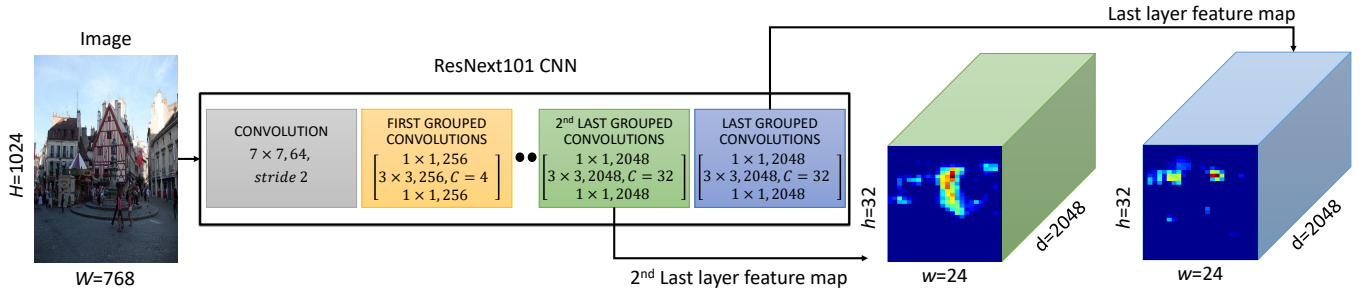 Last layer feature map
Image
ResNext101 CNN
H=1024
CONVOLUTION
7 × 7, 64,
stride 2
FIRST GROUPED
CONVOLUTIONS
1 × 1, 256
3 × 3, 256, C = 4
1 × 1, 256
2nd LAST GROUPED
CONVOLUTIONS
1 × 1, 2048
3 × 3, 2048, C = 32
1 × 1, 2048
LAST GROUPED
CONVOLUTIONS
1 × 1, 2048
3 × 3, 2048, C = 32
1 × 1, 2048
W=768
2nd Last layer feature map
h=32
w=24
d=2048
h=32
w=24
d=2048